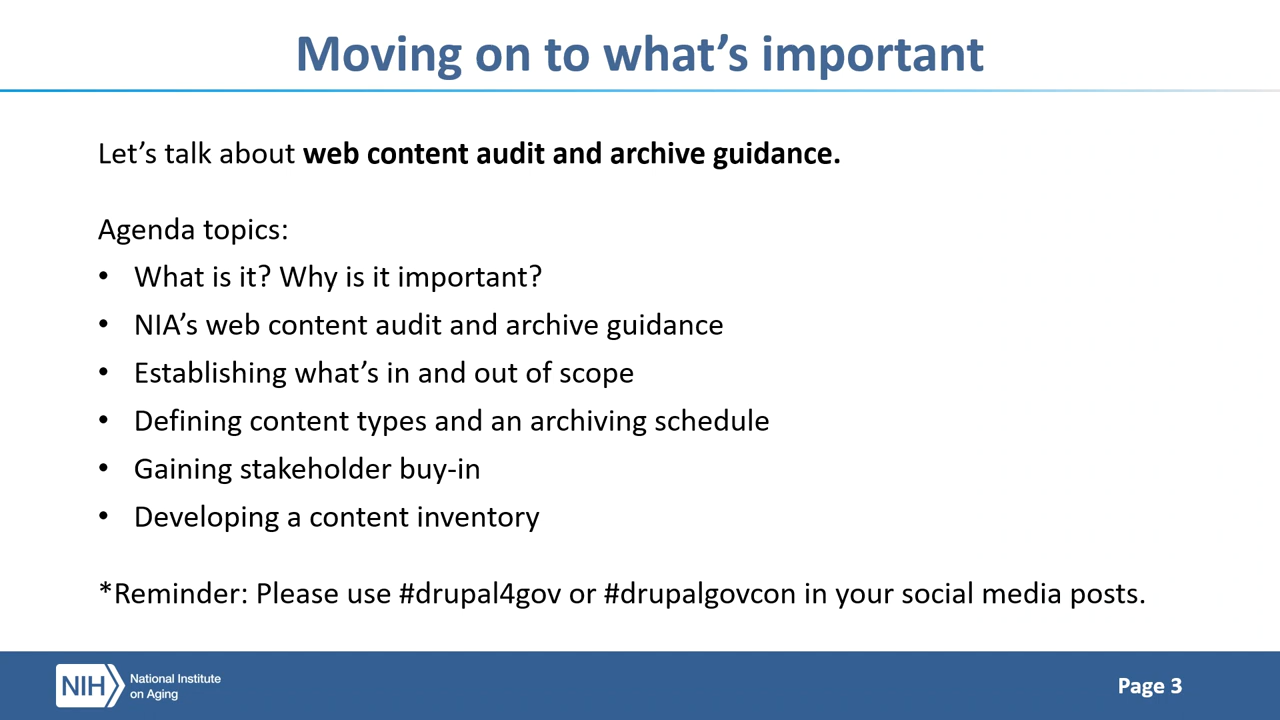 Moving on to what’s important
Let’s talk about web content audit and archive guidance.
Agenda topics:
• What is it? Why is it important?
• NIA’s web content audit and archive guidance
• Establishing what’s in and out of scope
• Defining content types and an archiving schedule
• Gaining stakeholder buy-in
• Developing a content inventory
*Reminder: Please use #drupal4gov or #drupalgovcon in your social media posts.
NIH
National Institute
on Aging
Page 3